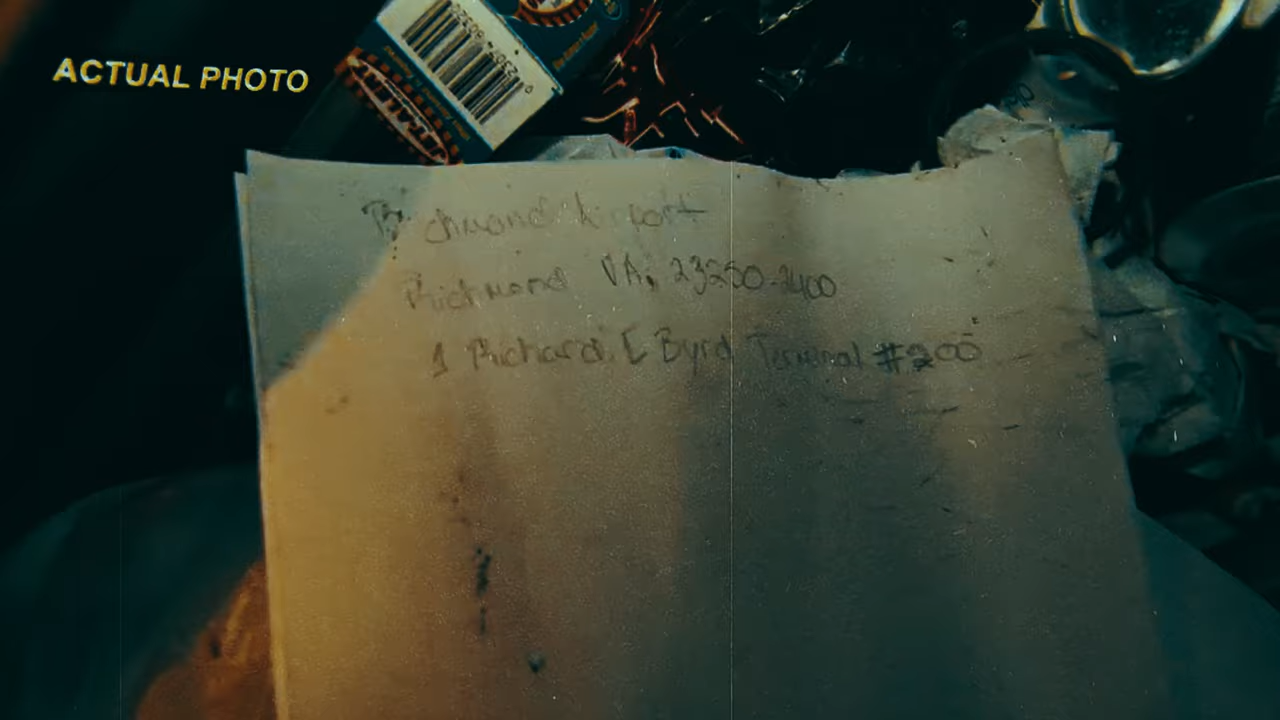 ACTUAL PHOTO
Richmond Airport
Richmond VA, 23250-2400
1 Richard E Byrd Terminal #200